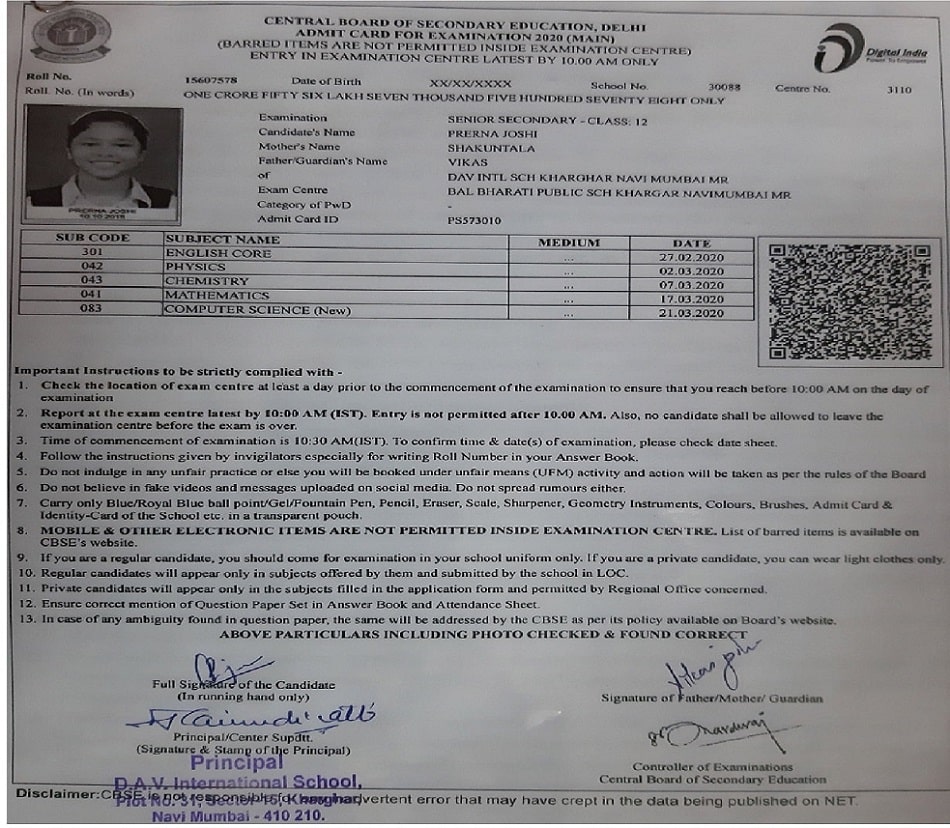 CENTRAL BOARD OF SECONDARY EDUCATION, DELHI
ADMIT CARD FOR EXAMINATION 2020 (MAIN)
(BARRED ITEMS ARE NOT PERMITTED INSIDE EXAMINATION CENTRE)
ENTRY IN EXAMINATION CENTRE LATEST BY 10.00 AM ONLY
Digital India
Power To Empower
Roll No. 15607578 Date of Birth XX/XX/XXXX School No. 30088 Centre No. 3110
Roll. No. (In words) ONE CRORE FIFTY SIX LAKH SEVEN THOUSAND FIVE HUNDRED SEVENTY EIGHT ONLY
Examination SENIOR SECONDARY - CLASS: 12
Candidate's Name PRERNA JOSHI
Mother's Name SHAKUNTALA
Father/Guardian's Name VIKAS
of DAV INTL SCH KHARGHAR NAVI MUMBAI MR
Exam Centre BAL BHARATI PUBLIC SCH KHARGAR NAVIMUMBAI MR
Category of PwD -
Admit Card ID PS573010
PRERNA JOSHI
SUB CODE SUBJECT NAME MEDIUM DATE
301 ENGLISH CORE ... 27.02.2020
042 PHYSICS ... 02.03.2020
043 CHEMISTRY ... 07.03.2020
041 MATHEMATICS ... 17.03.2020
083 COMPUTER SCIENCE (New) ... 21.03.2020
Important Instructions to be strictly complied with -
1. Check the location of exam centre at least a day prior to the commencement of the examination to ensure that you reach before 10:00 AM on the day of
examination
2. Report at the exam centre latest by 10:00 AM (IST). Entry is not permitted after 10.00 AM. Also, no candidate shall be allowed to leave the
examination centre before the exam is over.
3. Time of commencement of examination is 10:30 AM(IST). To confirm time & date(s) of examination, please check date sheet.
4. Follow the instructions given by invigilators especially for writing Roll Number in your Answer Book.
5. Do not indulge in any unfair practice or else you will be booked under unfair means (UFM) activity and action will be taken as per the rules of the Board
6. Do not believe in fake videos and messages uploaded on social media. Do not spread rumours either.
7. Carry only Blue/Royal Blue ball point/Gel/Fountain Pen, Pencil, Eraser, Scale, Sharpener, Geometry Instruments, Colours, Brushes, Admit Card &
Identity-Card of the School etc. in a transparent pouch.
8. MOBILE & OTHER ELECTRONIC ITEMS ARE NOT PERMITTED INSIDE EXAMINATION CENTRE. List of barred items is available on
CBSE's website.
9. If you are a regular candidate, you should come for examination in your school uniform only. If you are a private candidate, you can wear light clothes only.
10. Regular candidates will appear only in subjects offered by them and submitted by the school in LOC.
11. Private candidates will appear only in the subjects filled in the application form and permitted by Regional Office concerned.
12. Ensure correct mention of Question Paper Set in Answer Book and Attendance Sheet.
13. In case of any ambiguity found in question paper, the same will be addressed by the CBSE as per its policy available on Board's website.
ABOVE PARTICULARS INCLUDING PHOTO CHECKED & FOUND CORRECT
Full Signature of the Candidate
(In running hand only)
Signature of Father/Mother/ Guardian
Principal/Center Supdtt.
(Signature & Stamp of the Principal)
Controller of Examinations
Central Board of Secondary Education
Principal
D.A.V. International School,
Disclaimer:CBSE is not responsible for inadvertent error that may have crept in the data being published on NET.
Plot No. 31, Kharghar,
Navi Mumbai - 410 210.